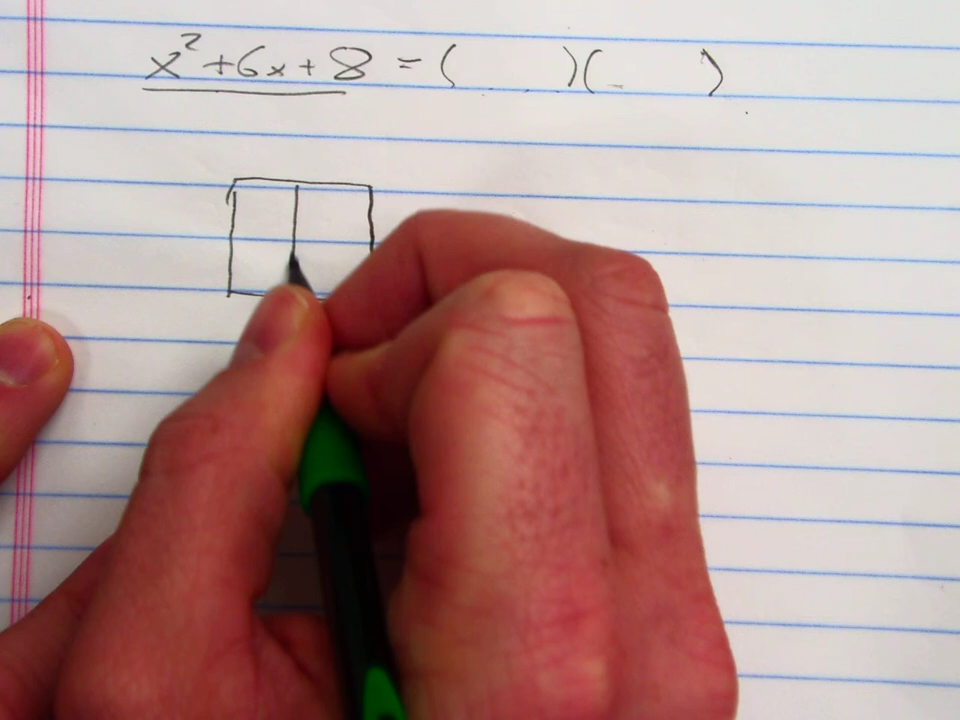 x²+6x+8 = (    )(    )